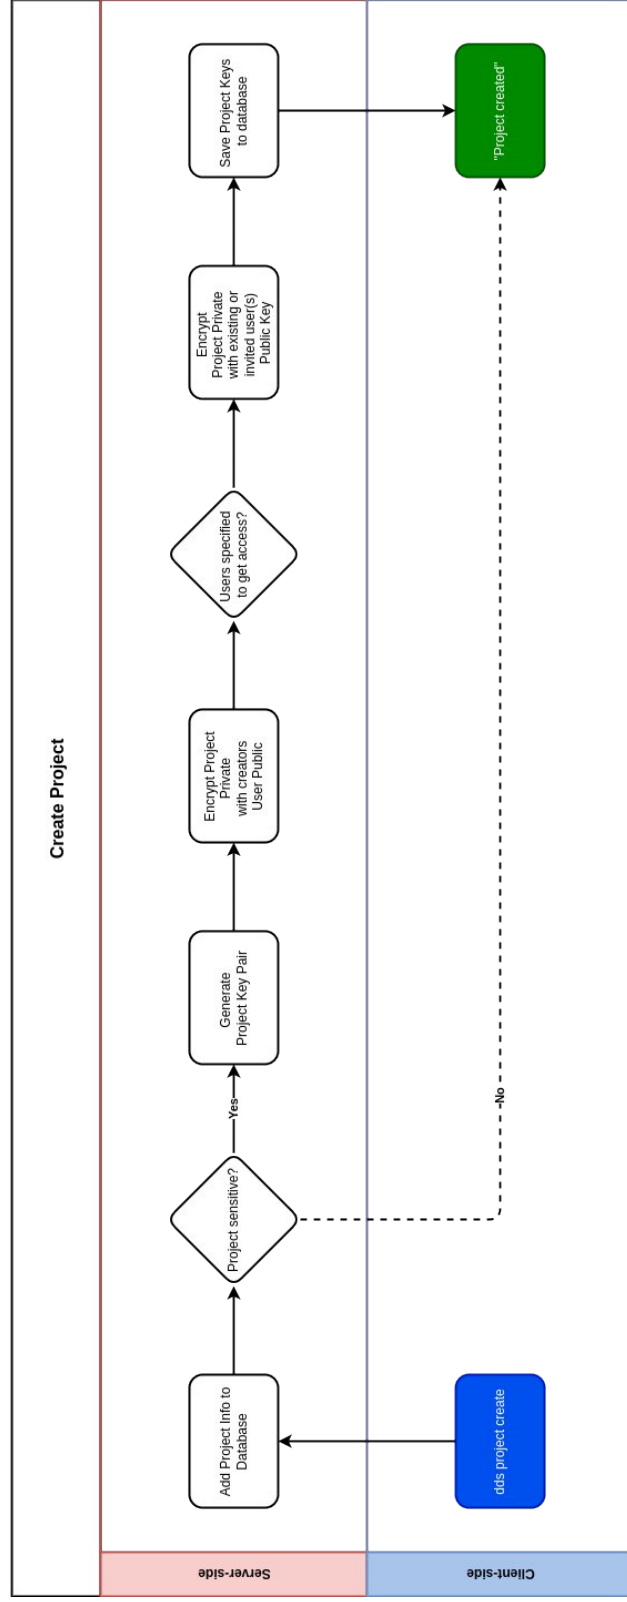 Create Project
Server-side
Add Project Info to
Database
Project sensitive?
Yes
Generate
Project Key Pair
Encrypt Project
Private
with creators
User Public
Users specified
to get access?
Encrypt
Project Private
with existing or
invited user(s)
Public Key
Save Project Keys
to database
Client-side
dds project create
No
"Project created"